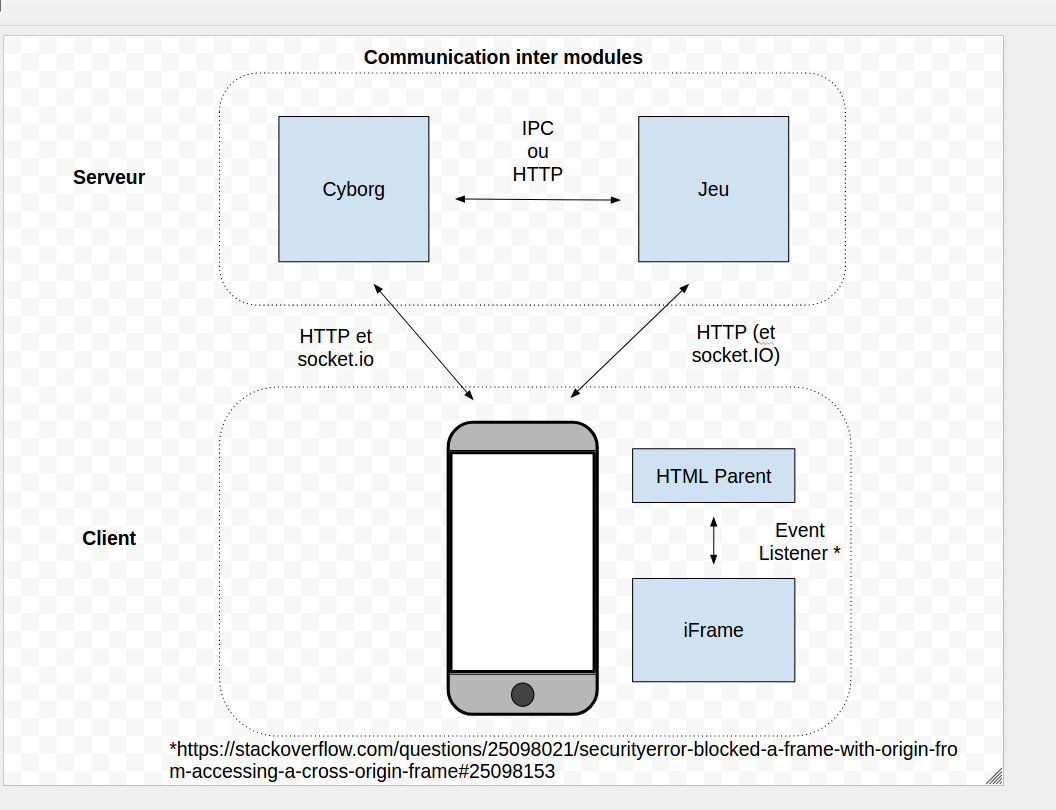 Communication inter modules
Serveur
Cyborg
IPC
ou
HTTP
Jeu
HTTP et
socket.io
HTTP (et
socket.IO)
Client
HTML Parent
Event
Listener *
iFrame
*https://stackoverflow.com/questions/25098021/securityerror-blocked-a-frame-with-origin-fro
m-accessing-a-cross-origin-frame#25098153